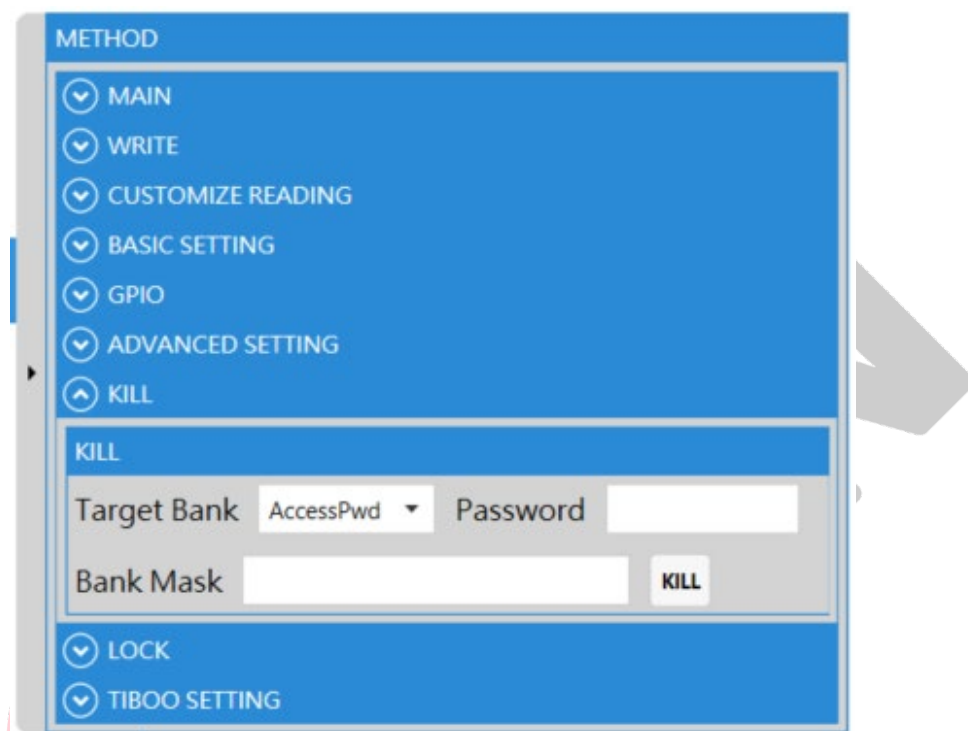 METHOD
MAIN
WRITE
CUSTOMIZE READING
BASIC SETTING
GPIO
ADVANCED SETTING
KILL
KILL
Target Bank AccessPwd Password
Bank Mask KILL
LOCK
TIBOO SETTING